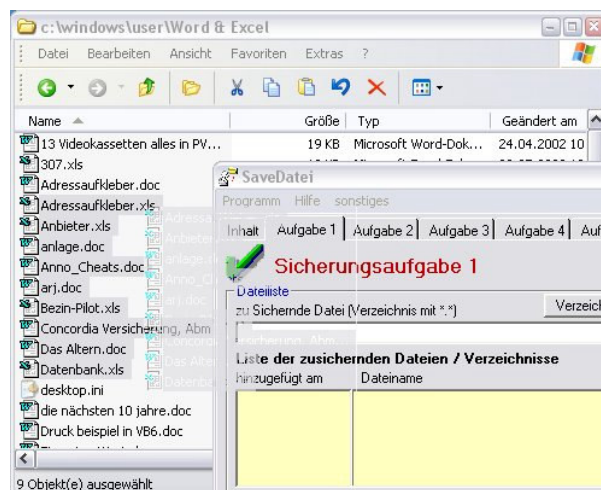 c:\windows\user\Word & Excel
Datei Bearbeiten Ansicht Favoriten Extras ?
Name Größe Typ Geändert am
13 Videokassetten alles in PV... 19 KB Microsoft Word-Dok... 24.04.2002 10
307.xls
Adressaufkleber.doc
Adressaufkleber.xls
Anbieter.xls
anlage.doc
Anno_Cheats.doc
arj.doc
Bezin-Pilot.xls
Concordia Versicherung, Abm
Das Altern.doc
Datenbank.xls
desktop.ini
die nächsten 10 jahre.doc
Druck beispiel in VB6.doc
9 Objekt(e) ausgewählt
SaveDatei
Programm Hilfe sonstiges
Inhalt Aufgabe 1 Aufgabe 2 Aufgabe 3 Aufgabe 4 Auf
Sicherungsaufgabe 1
Dateiliste
zu Sichernde Datei (Verzeichnis mit *.*) Verzeich
Liste der zusichernden Dateien / Verzeichnisse
hinzugefügt am Dateiname